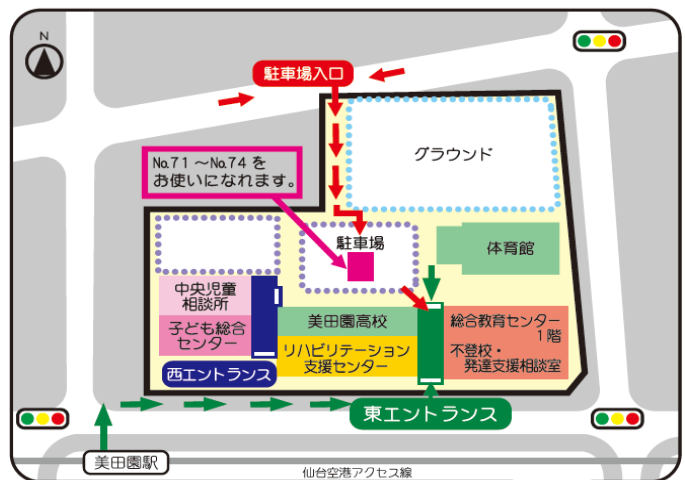 N
駐車場入口
グラウンド
No.71 ～No.74 を
お使いになれます。
駐車場
体育館
中央児童
相談所
子ども総合
センター
美田園高校
リハビリテーション
支援センター
総合教育センター
1階
不登校・
発達支援相談室
西エントランス
東エントランス
美田園駅
仙台空港アクセス線